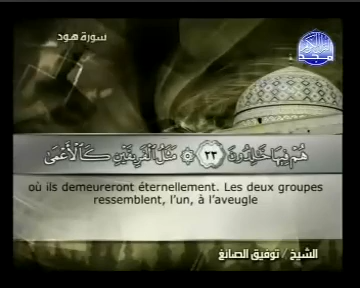 سورة هود
المجد
هُمْ فِيهَا خَالِدُونَ ٢٣ مَثَلُ الْفَرِيقَيْنِ كَالْأَعْمَىٰ
où ils demeureront éternellement. Les deux groupes
ressemblent, l'un, à l'aveugle
الشيخ / توفيق الصائغ